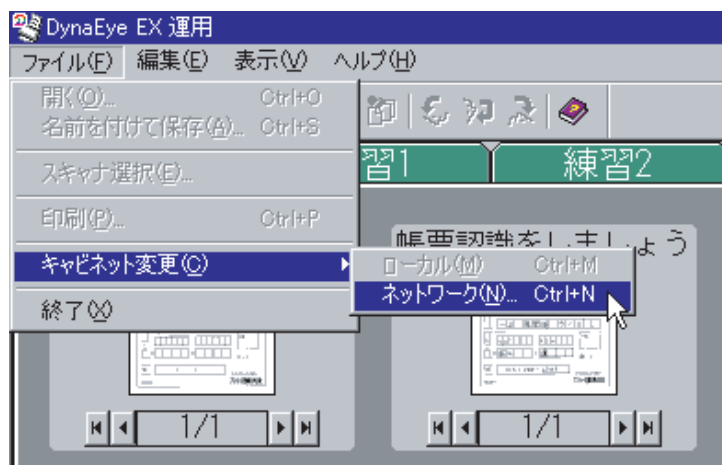 DynaEye EX 運用
ファイル(F) 編集(E) 表示(V) ヘルプ(H)
開く(O)... Ctrl+O
名前を付けて保存(A)... Ctrl+S
スキャナ選択(E)...
印刷(P)... Ctrl+P
キャビネット変更(C)
終了(X)
習1 練習2
帳票認識をしましょう
ローカル(M) Ctrl+M
ネットワーク(N)... Ctrl+N
1/1 1/1